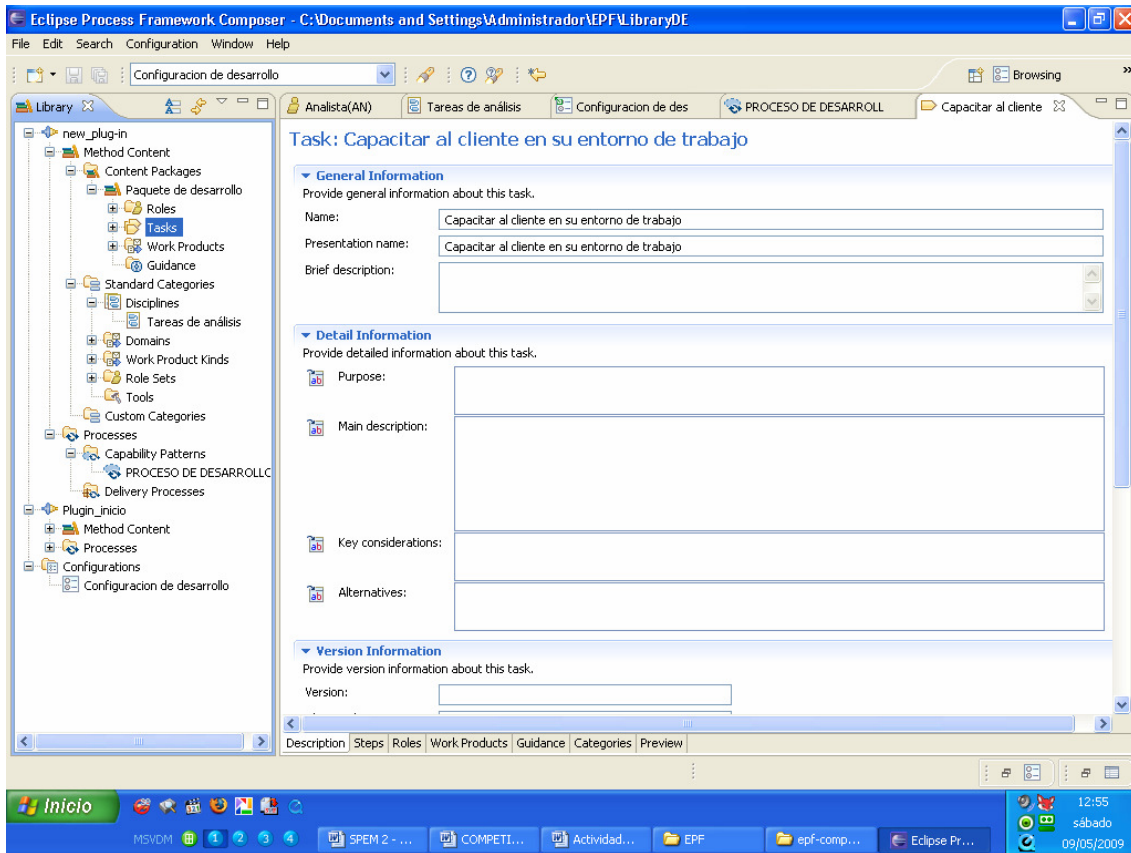 Eclipse Process Framework Composer - C:\Documents and Settings\Administrador\EPF\LibraryDE
File Edit Search Configuration Window Help
Configuracion de desarrollo
Browsing
Library
Analista(AN)
Tareas de análisis
Configuracion de des
PROCESO DE DESARROLL
Capacitar al cliente
new_plug-in
Method Content
Content Packages
Paquete de desarrollo
Roles
Tasks
Work Products
Guidance
Standard Categories
Disciplines
Tareas de análisis
Domains
Work Product Kinds
Role Sets
Tools
Custom Categories
Processes
Capability Patterns
PROCESO DE DESARROLLO
Delivery Processes
Plugin_inicio
Method Content
Processes
Configurations
Configuracion de desarrollo
Task: Capacitar al cliente en su entorno de trabajo
General Information
Provide general information about this task.
Name: Capacitar al cliente en su entorno de trabajo
Presentation name: Capacitar al cliente en su entorno de trabajo
Brief description:
Detail Information
Provide detailed information about this task.
Purpose:
Main description:
Key considerations:
Alternatives:
Version Information
Provide version information about this task.
Version:
Description Steps Roles Work Products Guidance Categories Preview
Inicio
MSVDM 1 2 3 4
SPEM 2 - ...
COMPETI...
Actividad...
EPF
epf-comp...
Eclipse Pr...
12:55
sábado
09/05/2009